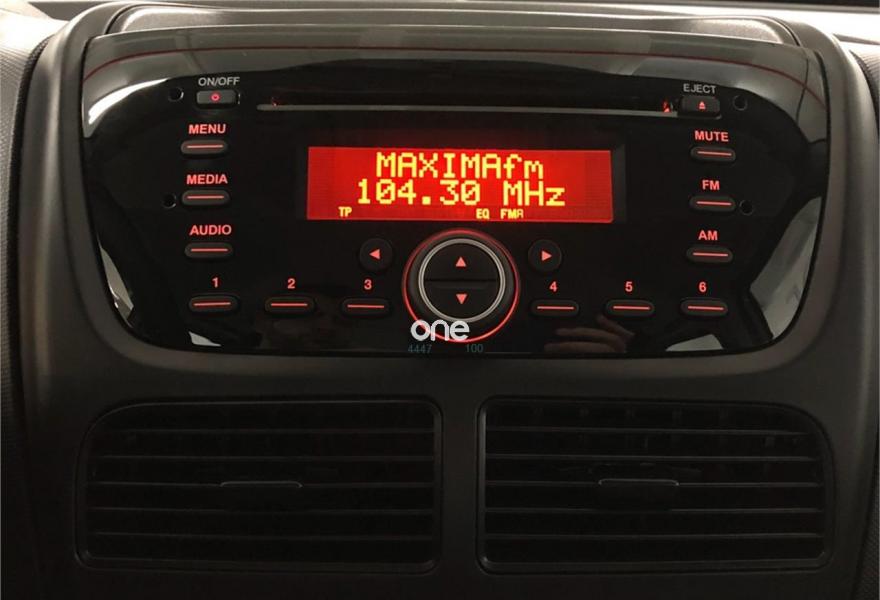 ON/OFF
EJECT
MENU
MUTE
MAXIMAfm
104.30 MHz
TP EQ FMA
MEDIA
FM
AUDIO
AM
1 2 3 4 5 6
one
4447 100